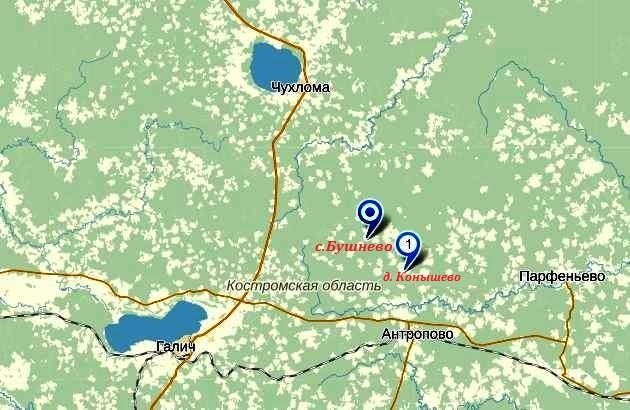 Чухлома
с.Бушнево
1
д. Конышево
Парфеньево
Костромская область
Антропово
Галич